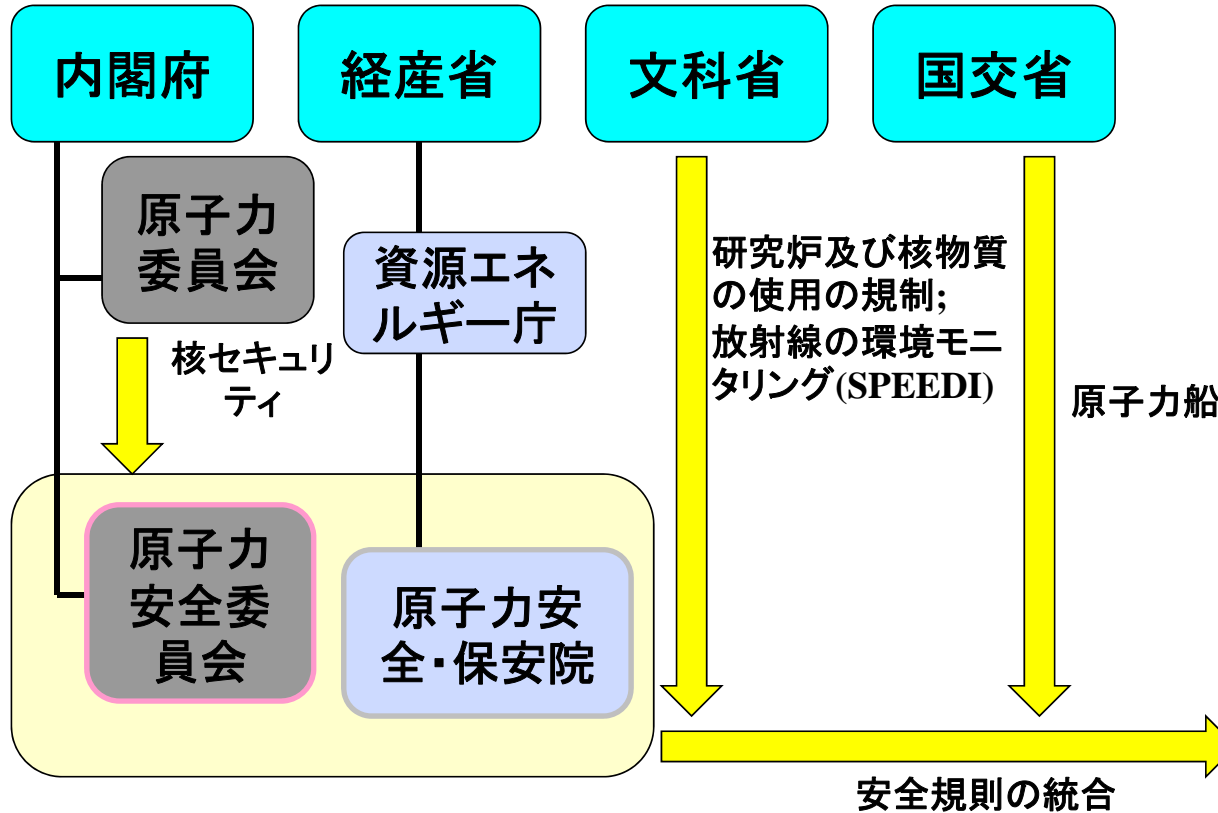 内閣府
経産省
文科省
国交省
原子力
委員会
資源エネ
ルギー庁
核セキュリ
ティ
研究炉及び核物質
の使用の規制;
放射線の環境モニ
タリング(SPEEDI)
原子力船
原子力
安全委
員会
原子力安
全・保安院
安全規則の統合